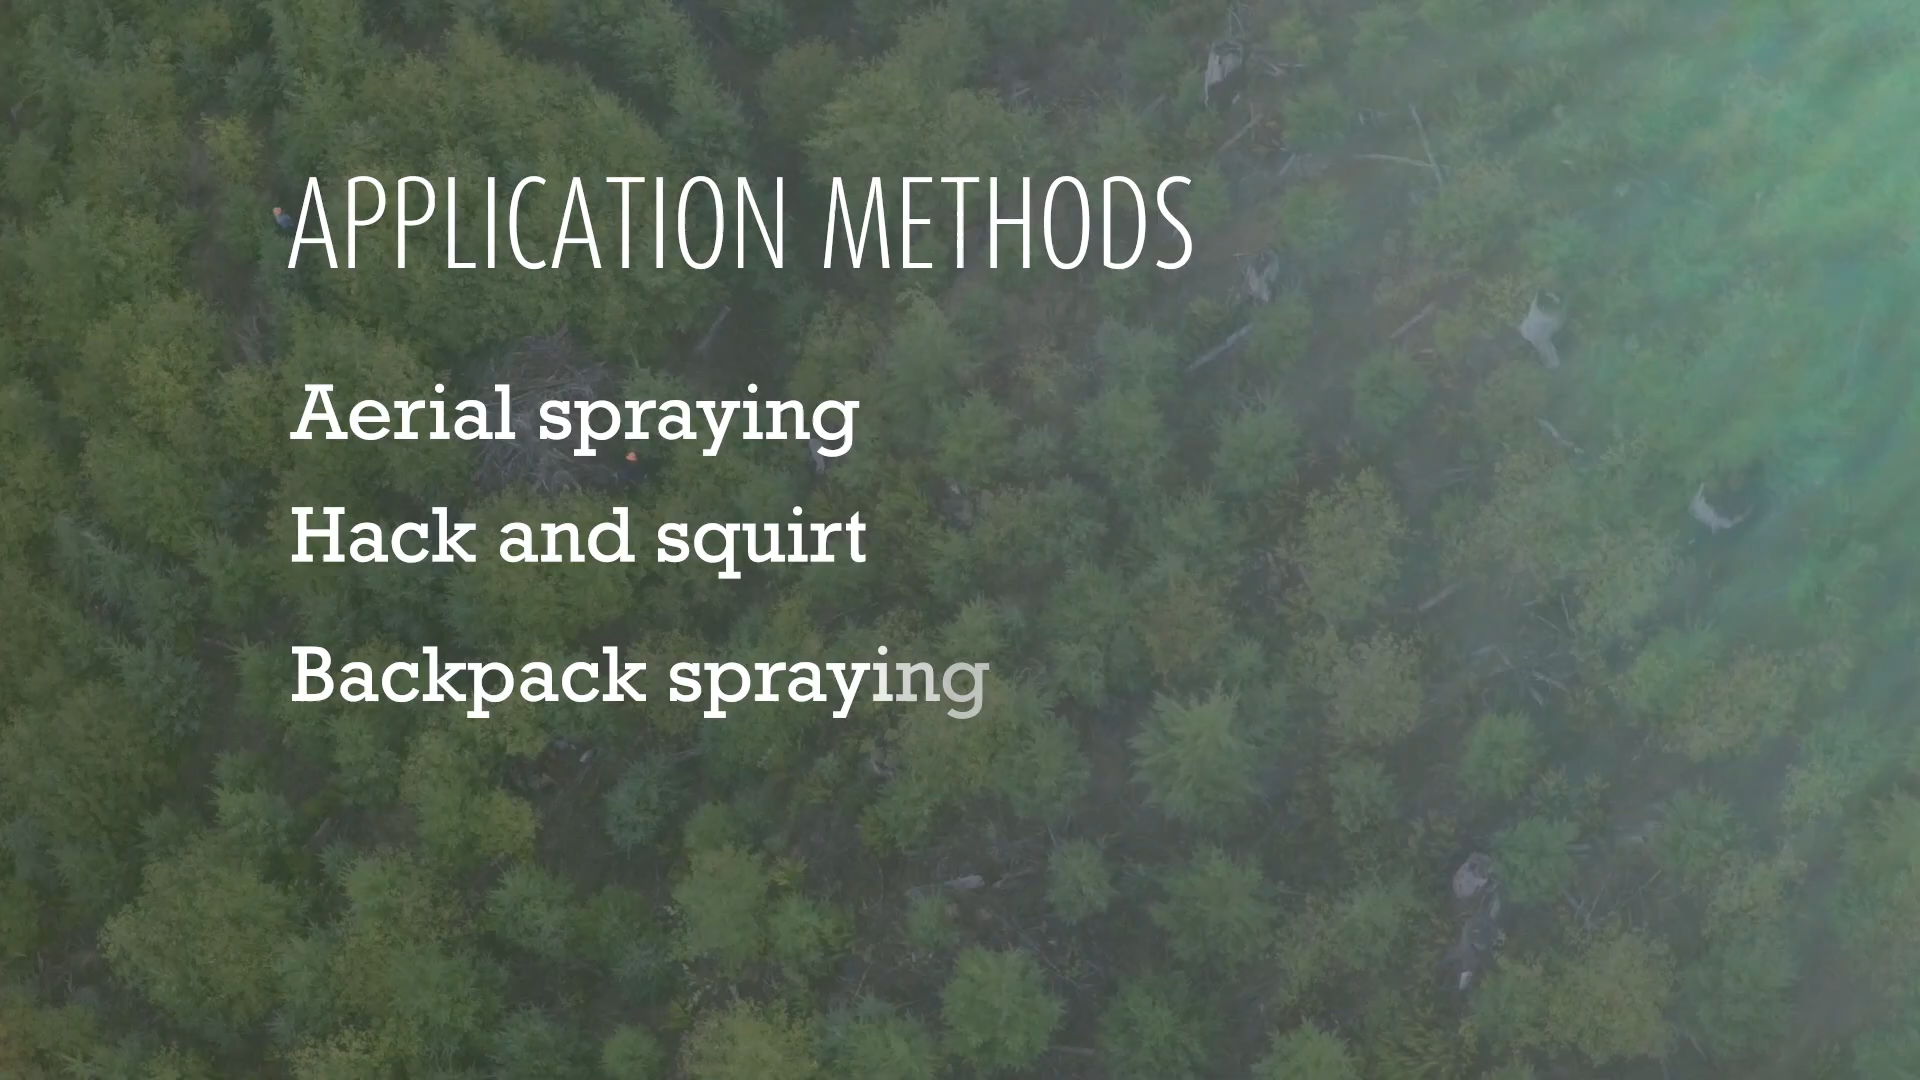 APPLICATION METHODS
Aerial spraying
Hack and squirt
Backpack spraying